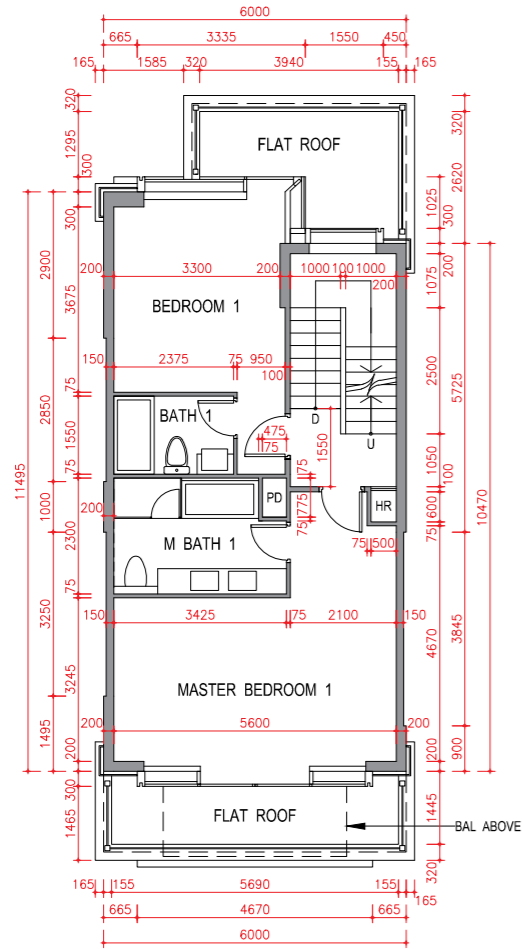 6000
665 3335 1550 450
165 1585 320 3940 155 165
320
1295
300
320
2620
FLAT ROOF
1025
300
300
200
2900
3675
200 3300 200 1000 100 1000
200
1075
BEDROOM 1
2500
5725
150 2375 75 950
100
75
2850
1550
BATH 1
475
75
D
U
1550
1050
100
11495
10470
75
75
1000
200
PD
775
75
HR
600
75
75 500
2300
M BATH 1
75
150 3425 75 2100 150
3250
3245
3845
4670
MASTER BEDROOM 1
1495
200 5600 200
200
200
900
300
1465
FLAT ROOF
1445
BAL ABOVE
320
165 155 5690 155 165
665 4670 665
6000